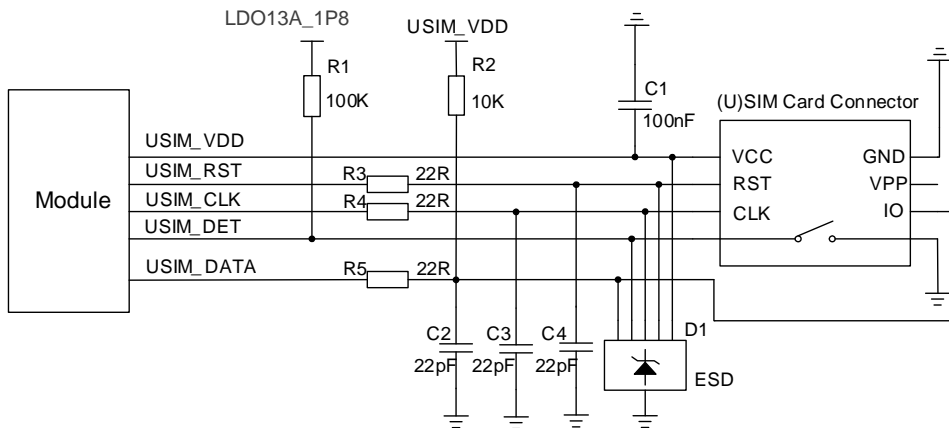 LDO13A_1P8
USIM_VDD
R1
100K
R2
10K
C1
100nF
(U)SIM Card Connector
Module
USIM_VDD
USIM_RST
USIM_CLK
USIM_DET
USIM_DATA
R3 22R
R4 22R
R5 22R
VCC
RST
CLK
GND
VPP
IO
C2
22pF
C3
22pF
C4
22pF
D1
ESD